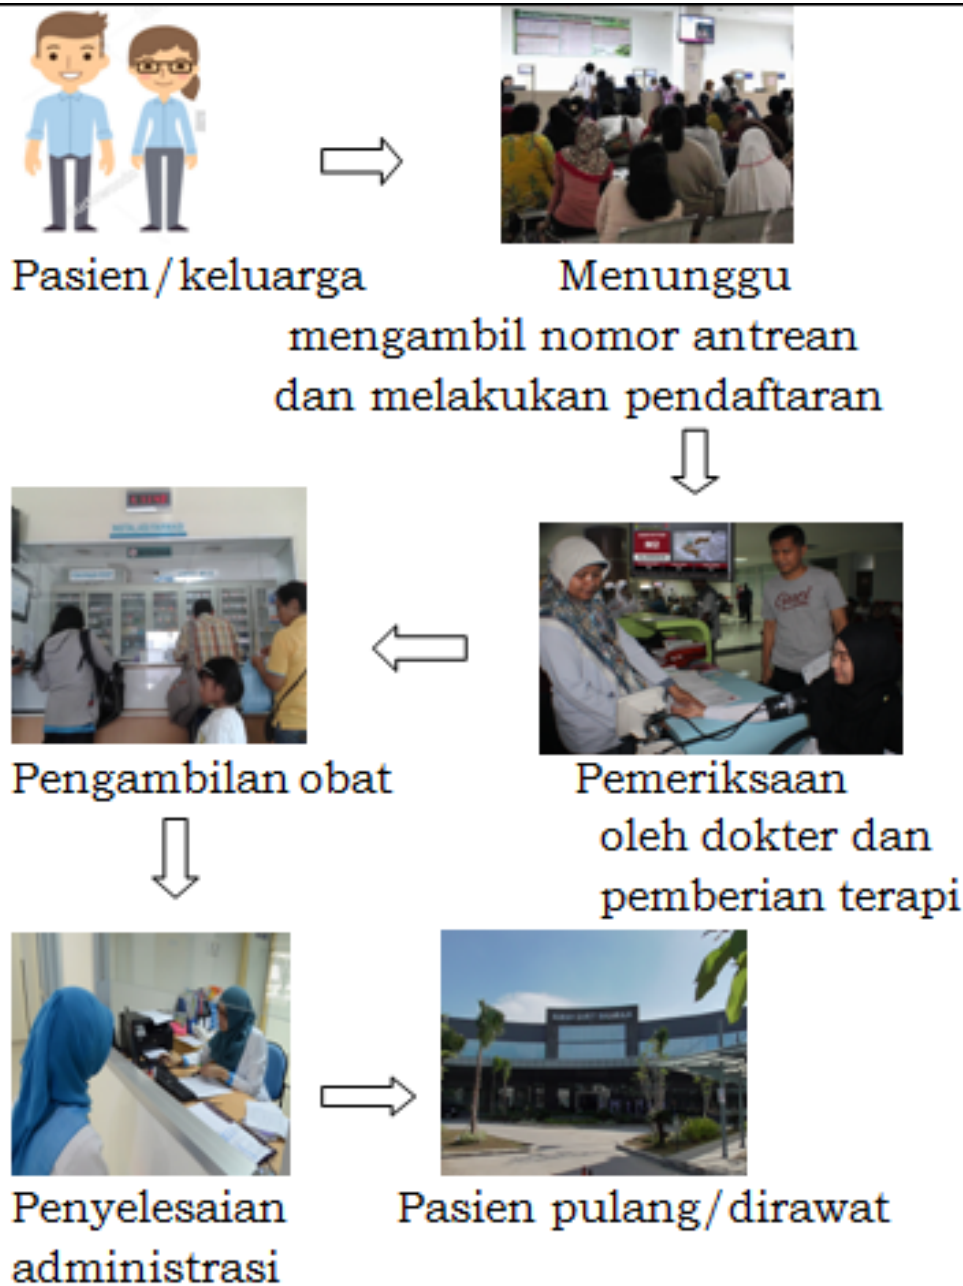 Pasien/keluarga
Menunggu
mengambil nomor antrean
dan melakukan pendaftaran
Pengambilan obat
Pemeriksaan
oleh dokter dan
pemberian terapi
Penyelesaian
administrasi
Pasien pulang/dirawat